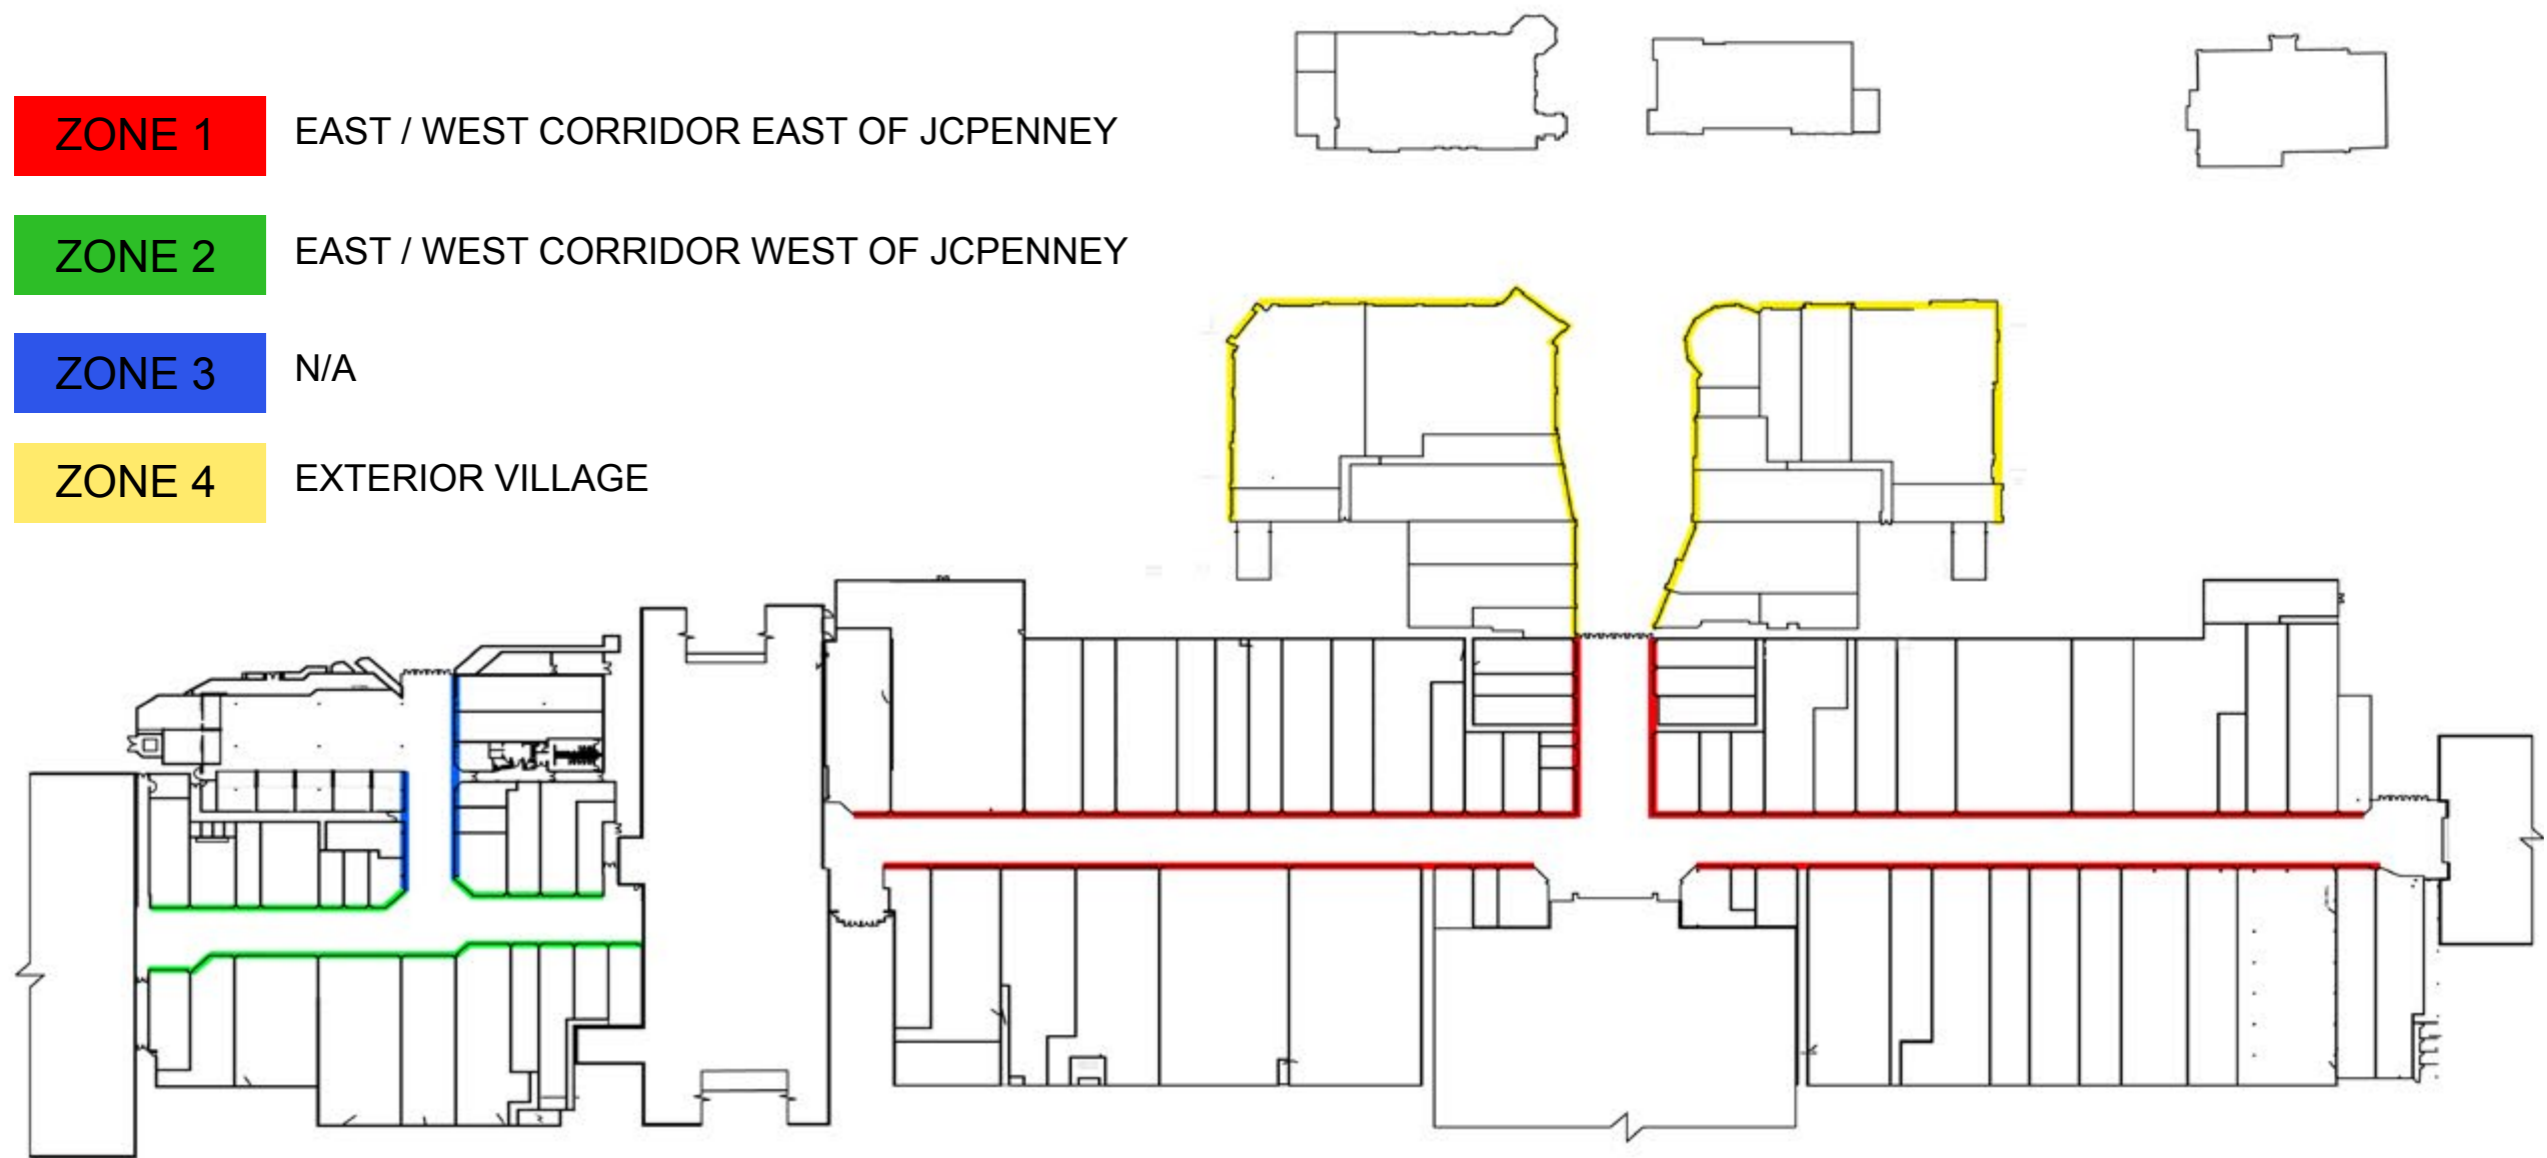 ZONE 1 EAST / WEST CORRIDOR EAST OF JCPENNEY
ZONE 2 EAST / WEST CORRIDOR WEST OF JCPENNEY
ZONE 3 N/A
ZONE 4 EXTERIOR VILLAGE